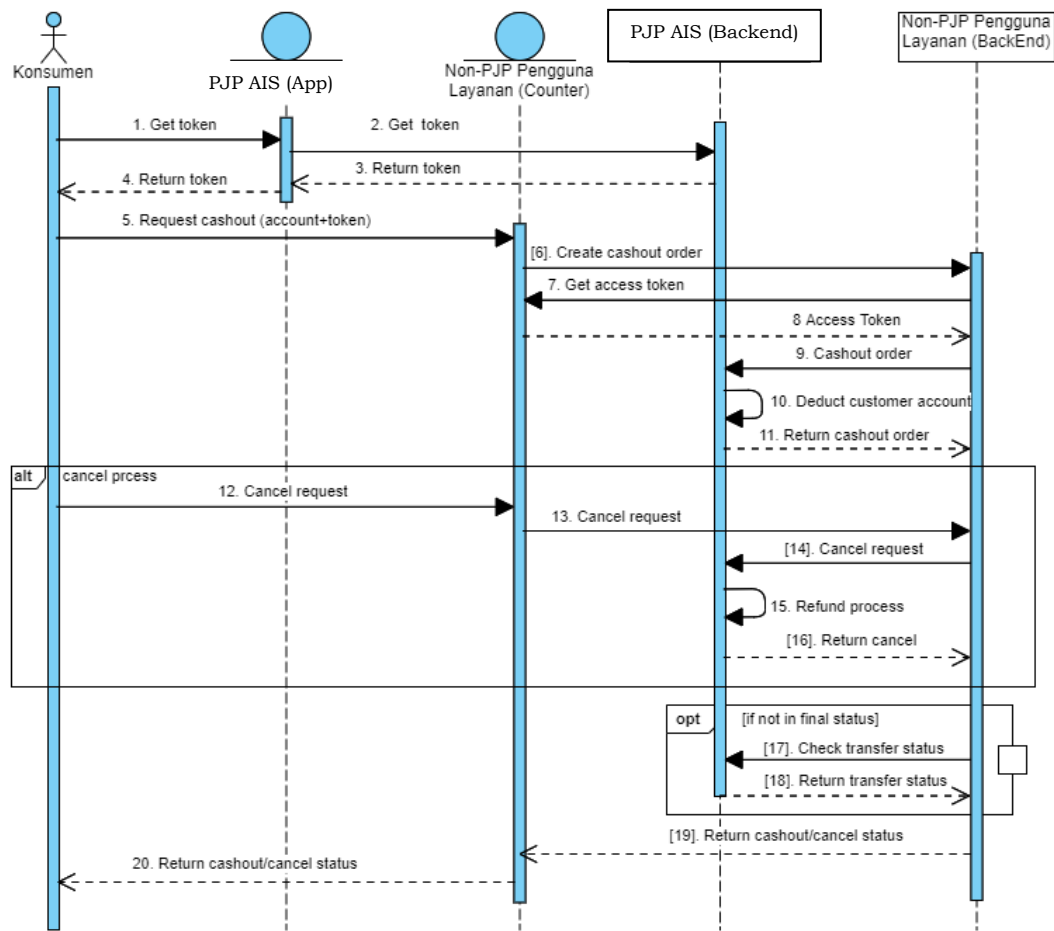 Konsumen
PJP AIS (App)
Non-PJP Pengguna
Layanan (Counter)
PJP AIS (Backend)
Non-PJP Pengguna
Layanan (BackEnd)
1. Get token
2. Get token
3. Return token
4. Return token
5. Request cashout (account+token)
[6]. Create cashout order
7. Get access token
8 Access Token
9. Cashout order
10. Deduct customer account
11. Return cashout order
alt
cancel prcess
12. Cancel request
13. Cancel request
[14]. Cancel request
15. Refund process
[16]. Return cancel
opt
[if not in final status]
[17]. Check transfer status
[18]. Return transfer status
[19]. Return cashout/cancel status
20. Return cashout/cancel status